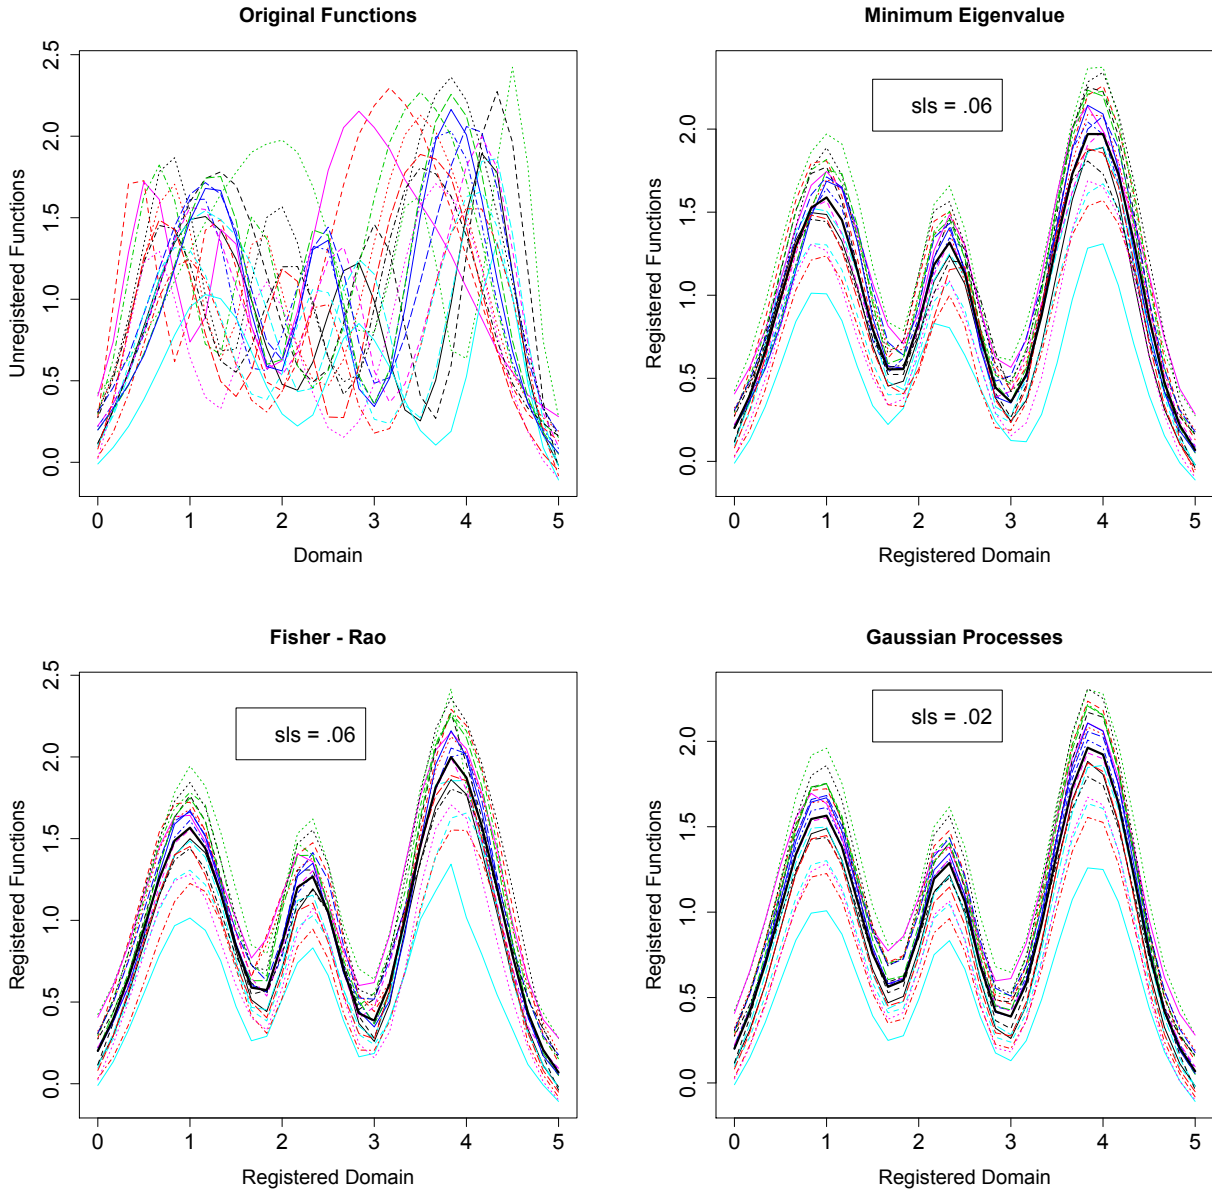 Original Functions
Unregistered Functions
2.5
2.0
1.5
1.0
0.5
0.0
0 1 2 3 4 5
Domain
Minimum Eigenvalue
sls = .06
Registered Functions
2.0
1.5
1.0
0.5
0.0
0 1 2 3 4 5
Registered Domain
Fisher - Rao
sls = .06
Registered Functions
2.5
2.0
1.5
1.0
0.5
0.0
0 1 2 3 4 5
Registered Domain
Gaussian Processes
sls = .02
Registered Functions
2.0
1.5
1.0
0.5
0.0
0 1 2 3 4 5
Registered Domain